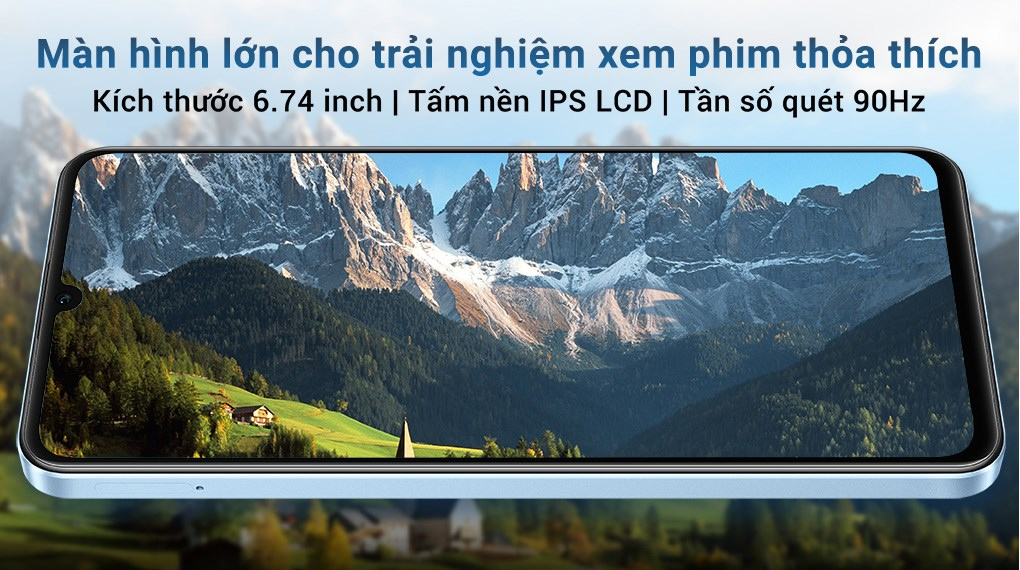 Màn hình lớn cho trải nghiệm xem phim thỏa thích
Kích thước 6.74 inch | Tấm nền IPS LCD | Tần số quét 90Hz